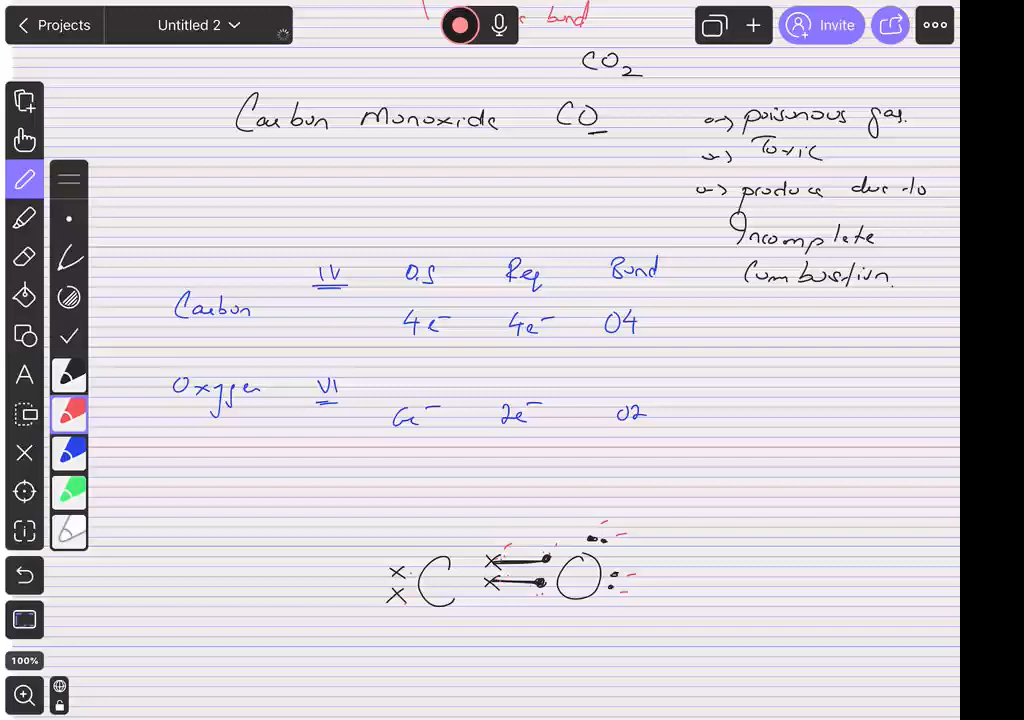 Projects
Untitled 2
bond
Invite
CO2
Carbon Monoxide CO
poisonous gas.
Toxic
produce due to
Incomplete
Combustion.
IV O.S Req Bond
Carbon 4e- 4e- 04
Oxygen VI
6e- 2e- 02
C O
100%